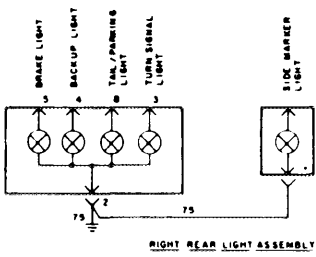 BRAKE LIGHT
BACKUP LIGHT
TAIL/PARKING
LIGHT
TURN SIGNAL
LIGHT
SIDE MARKER
LIGHT
5
4
8
3
2
75
75
RIGHT REAR LIGHT ASSEMBLY